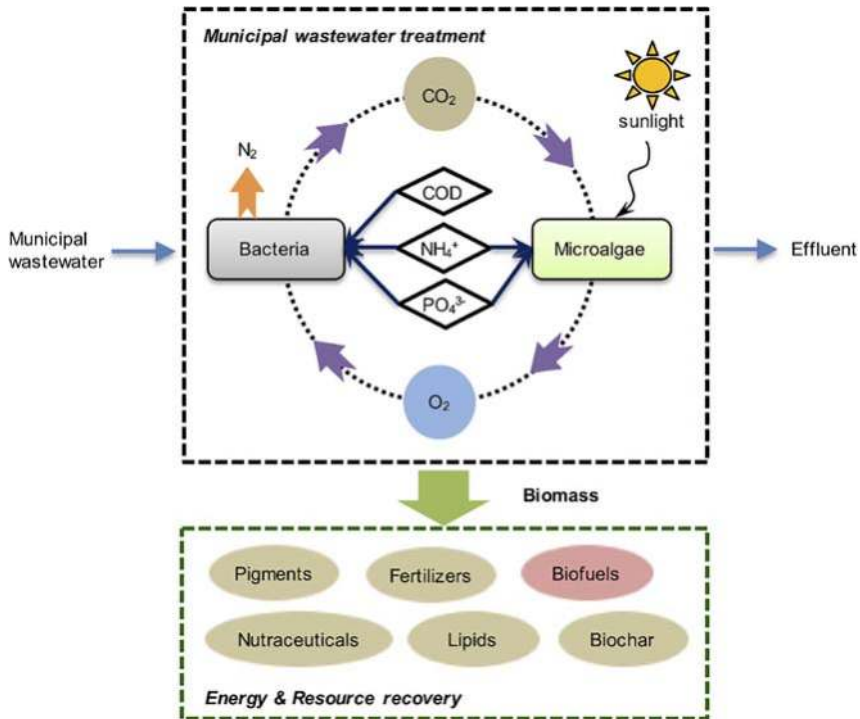 Municipal wastewater treatment
CO₂
sunlight
N₂
COD
Municipal
wastewater
Bacteria
NH₄⁺
Microalgae
Effluent
PO₄³⁻
O₂
Biomass
Pigments
Fertilizers
Biofuels
Nutraceuticals
Lipids
Biochar
Energy & Resource recovery